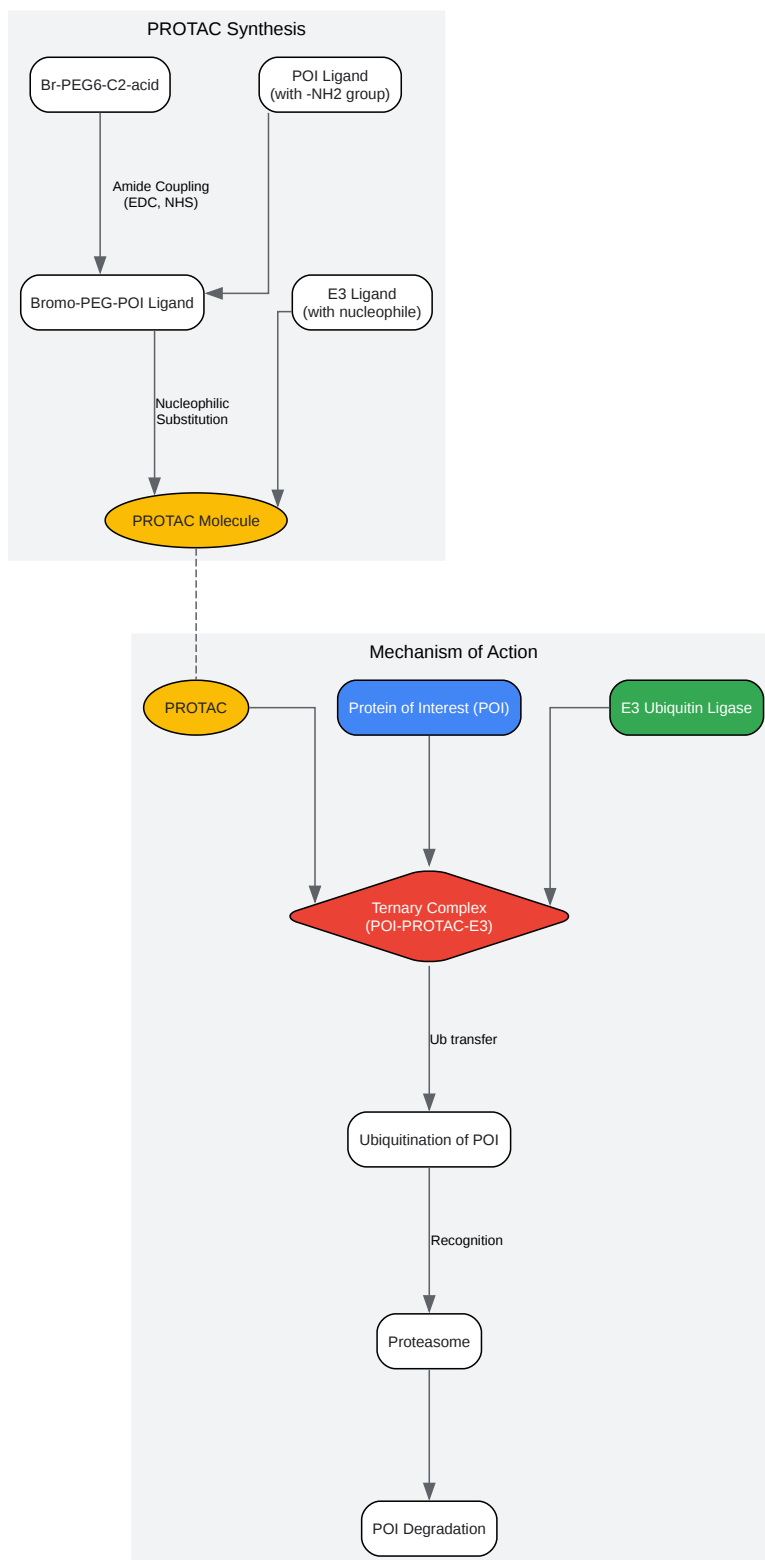 PROTAC Synthesis
Br-PEG6-C2-acid
POI Ligand
(with -NH2 group)
Amide Coupling
(EDC, NHS)
Bromo-PEG-POI Ligand
E3 Ligand
(with nucleophile)
Nucleophilic
Substitution
PROTAC Molecule
Mechanism of Action
PROTAC
Protein of Interest (POI)
E3 Ubiquitin Ligase
Ternary Complex
(POI-PROTAC-E3)
Ub transfer
Ubiquitination of POI
Recognition
Proteasome
POI Degradation